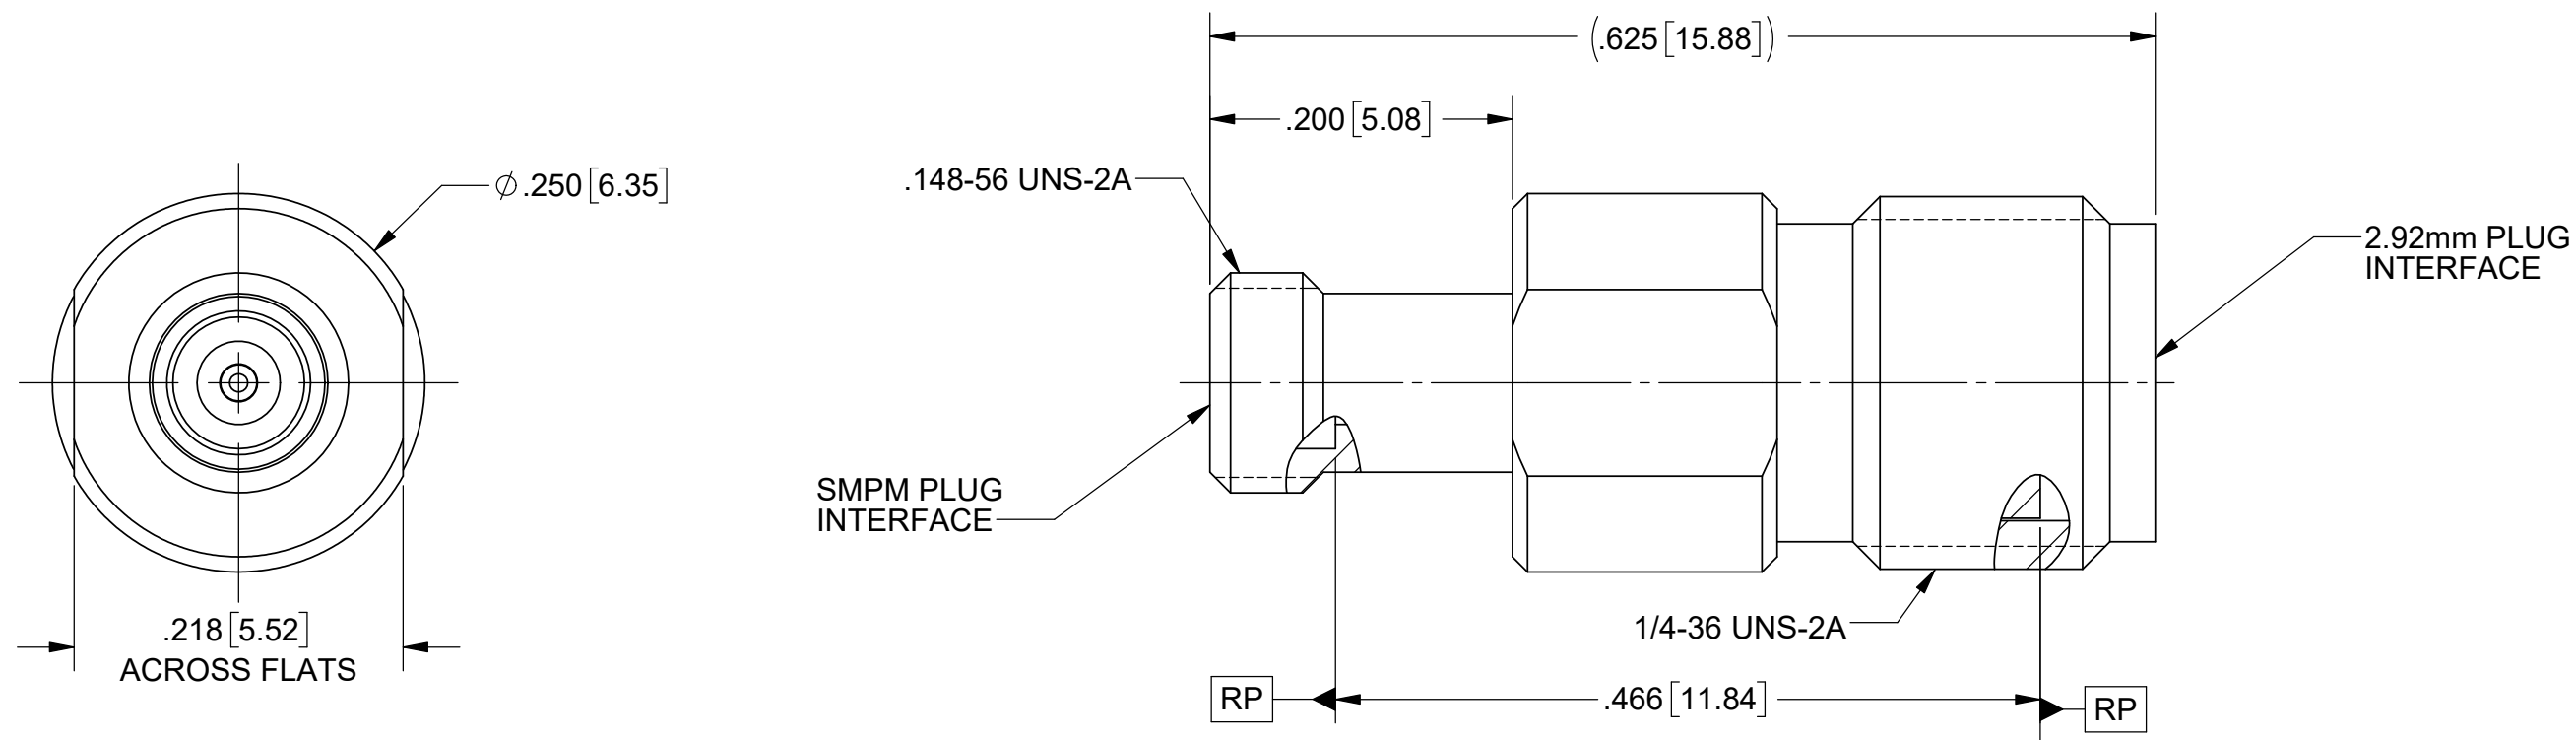 (.625[15.88])
.200[5.08]
.148-56 UNS-2A
⌀.250[6.35]
2.92mm PLUG
INTERFACE
SMPM PLUG
INTERFACE
.218[5.52]
ACROSS FLATS
1/4-36 UNS-2A
RP
.466[11.84]
RP